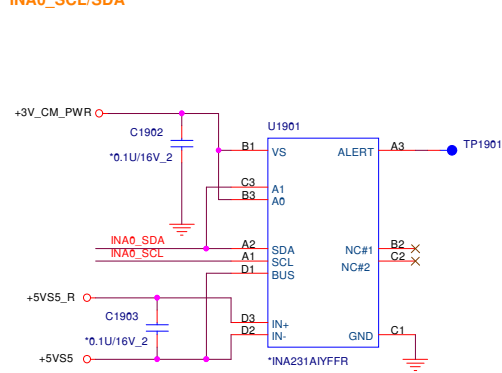 INA0_SCL/SDA
+3V_CM_PWR
C1902
*0.1U/16V_2
U1901
B1 VS ALERT A3 TP1901
C3 A1
B3 A0
INA0_SDA A2 SDA NC#1 B2
INA0_SCL A1 SCL NC#2 C2
D1 BUS
+5VS5_R
C1903
*0.1U/16V_2
D3 IN+
D2 IN- GND C1
+5VS5
*INA231AIYFFR